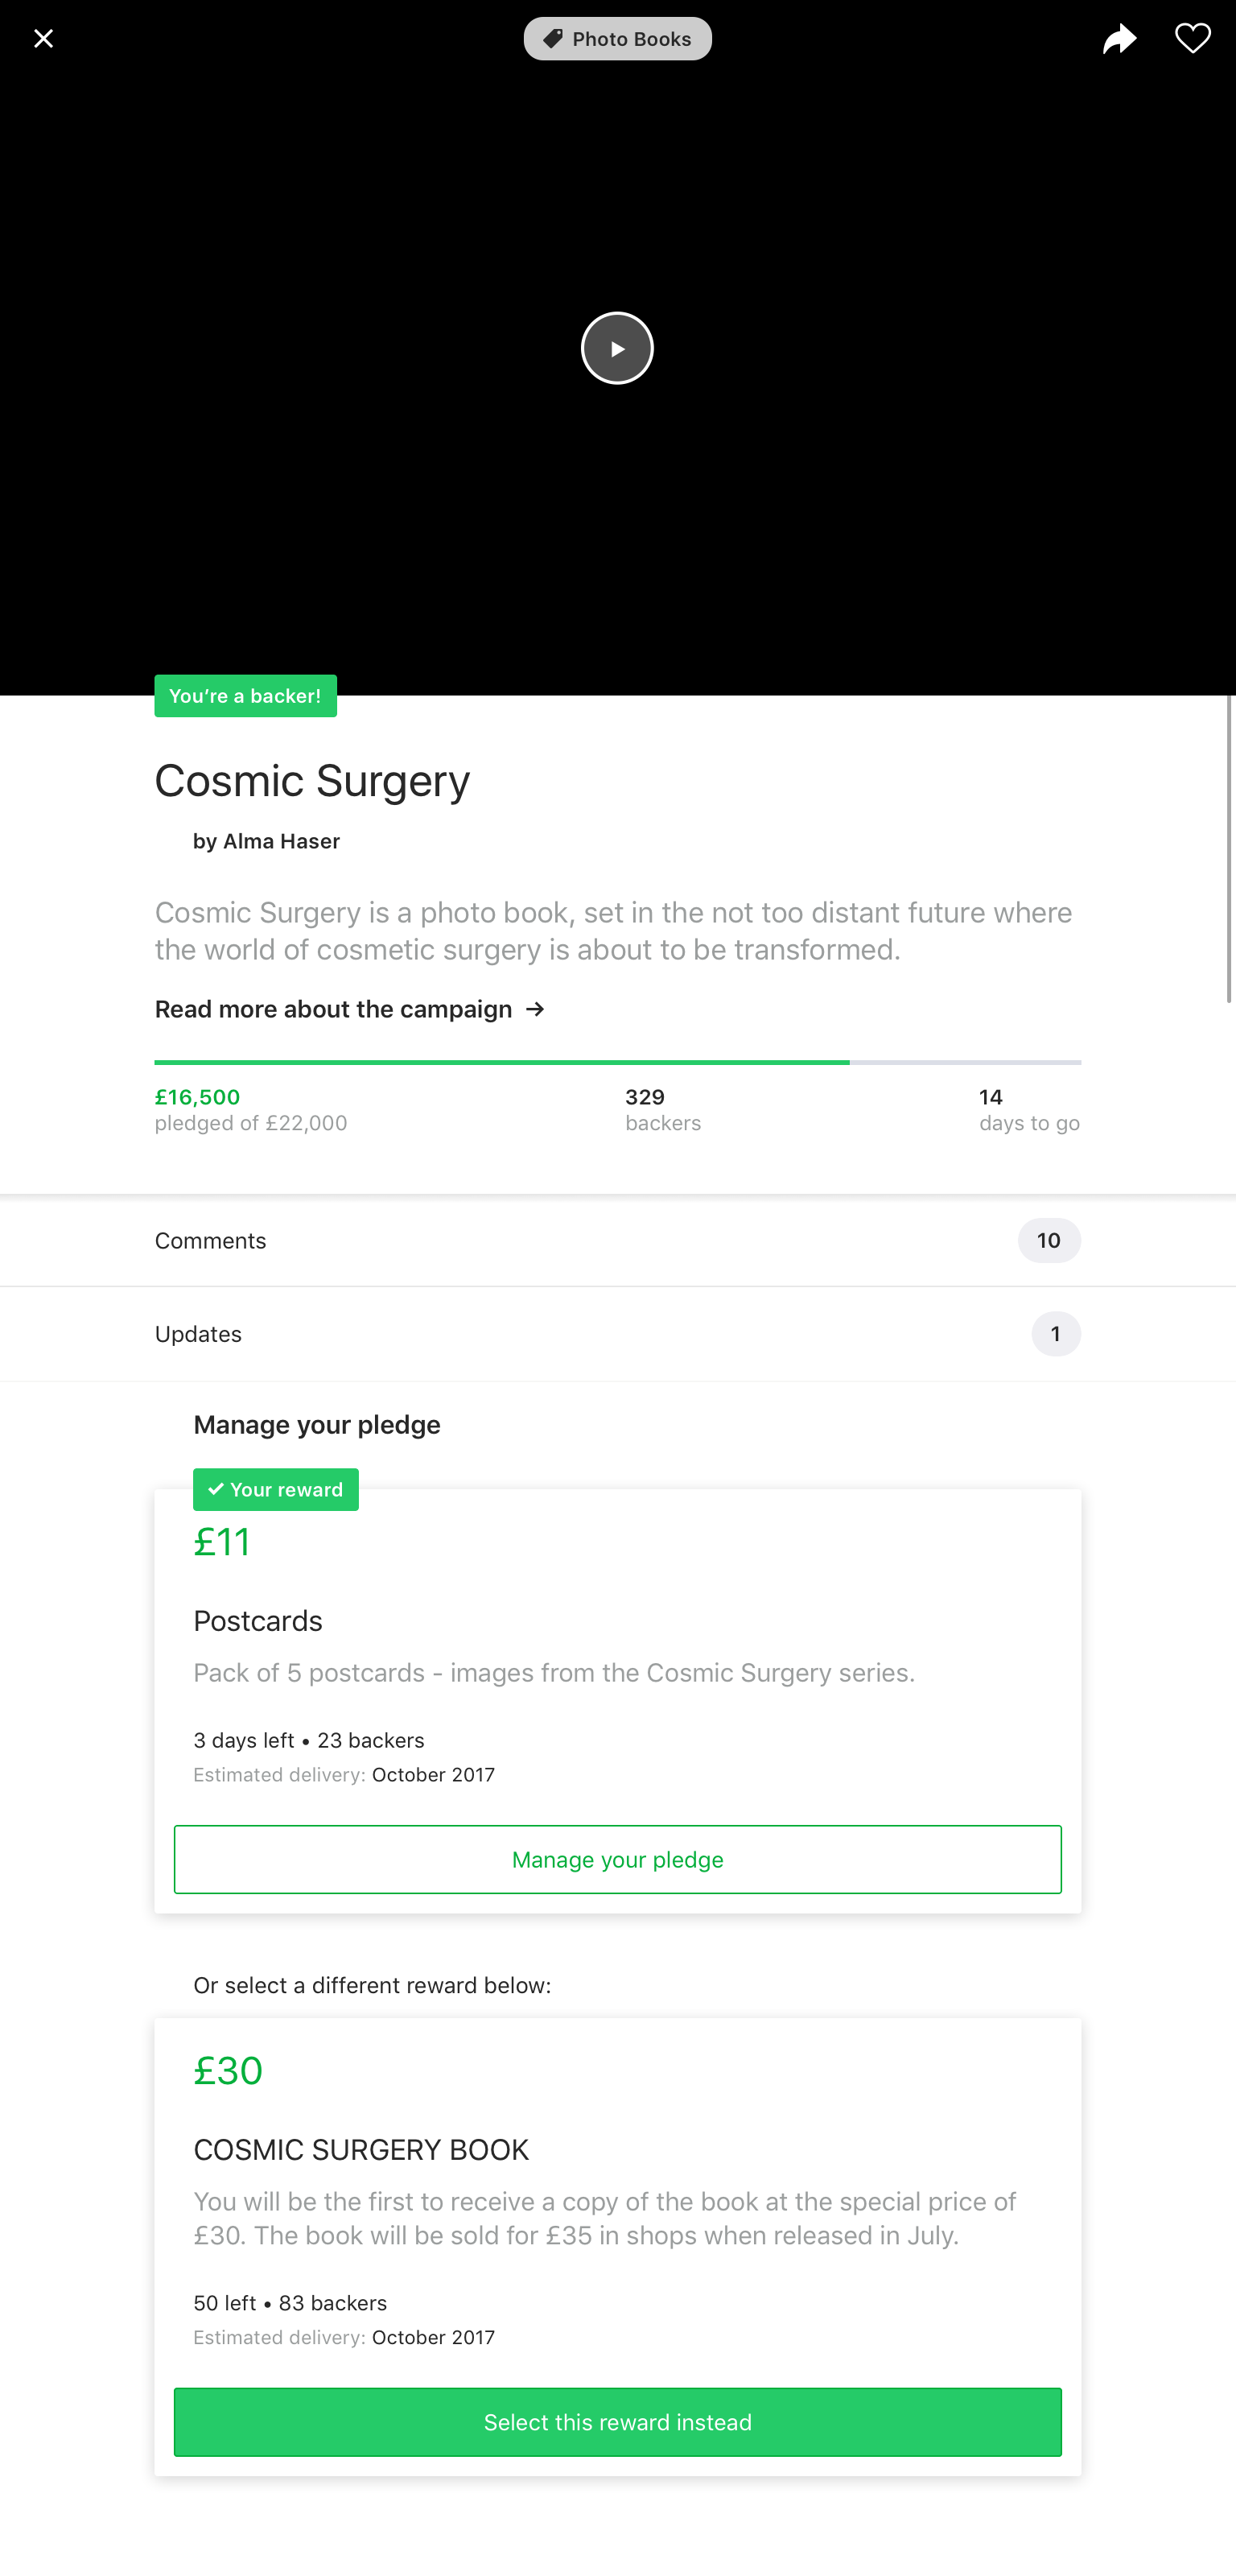 Photo Books
You’re a backer!
Cosmic Surgery
by Alma Haser
Cosmic Surgery is a photo book, set in the not too distant future where
the world of cosmetic surgery is about to be transformed.
Read more about the campaign →
£16,500
pledged of £22,000
329
backers
14
days to go
Comments
10
Updates
1
Manage your pledge
✓ Your reward
£11
Postcards
Pack of 5 postcards - images from the Cosmic Surgery series.
3 days left • 23 backers
Estimated delivery: October 2017
Manage your pledge
Or select a different reward below:
£30
COSMIC SURGERY BOOK
You will be the first to receive a copy of the book at the special price of
£30. The book will be sold for £35 in shops when released in July.
50 left • 83 backers
Estimated delivery: October 2017
Select this reward instead